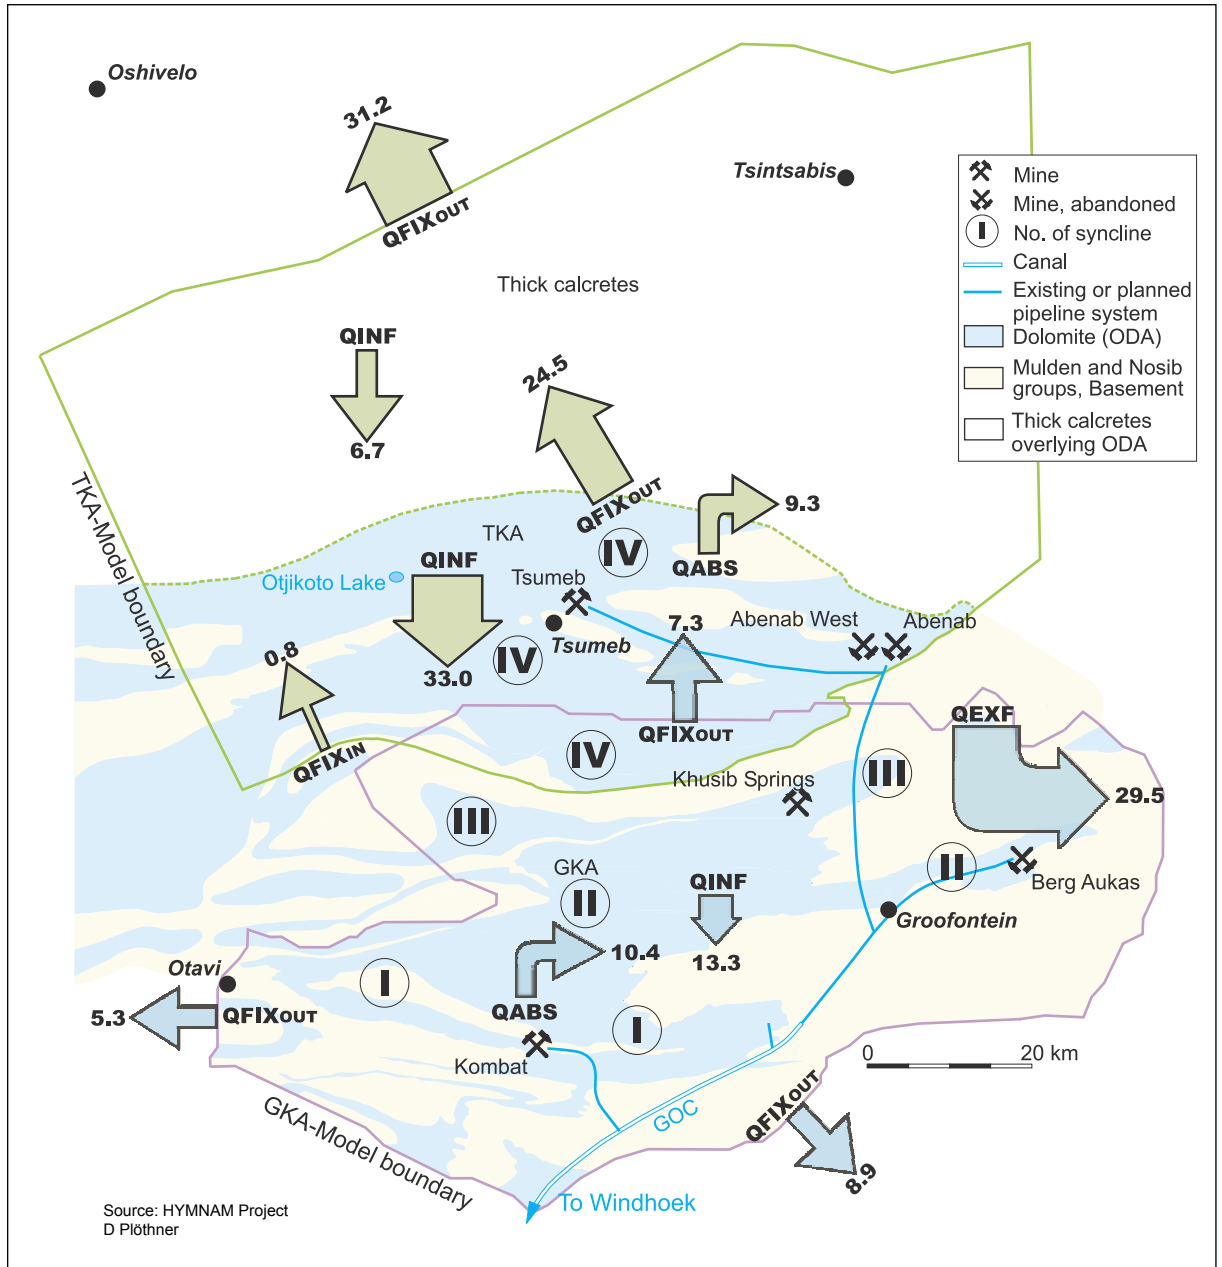 Oshivelo
31.2
QFIXOUT
Tsintsabis
Mine
Mine, abandoned
I
No. of syncline
Canal
Existing or planned
pipeline system
Dolomite (ODA)
Mulden and Nosib
groups, Basement
Thick calcretes
overlying ODA
Thick calcretes
QINF
6.7
24.5
QFIXOUT
TKA-Model boundary
TKA
IV
9.3
QABS
QINF
Otjikoto Lake
Tsumeb
Tsumeb
33.0
IV
7.3
QFIXOUT
Abenab West
Abenab
0.8
QFIXIN
IV
Khusib Springs
III
QEXF
29.5
III
GKA
II
QINF
13.3
II
Berg Aukas
Groofontein
Otavi
5.3
QFIXOUT
I
10.4
QABS
I
Kombat
0
20 km
GOC
QFIXOUT
8.9
GKA-Model boundary
To Windhoek
Source: HYMNAM Project
D Plöthner